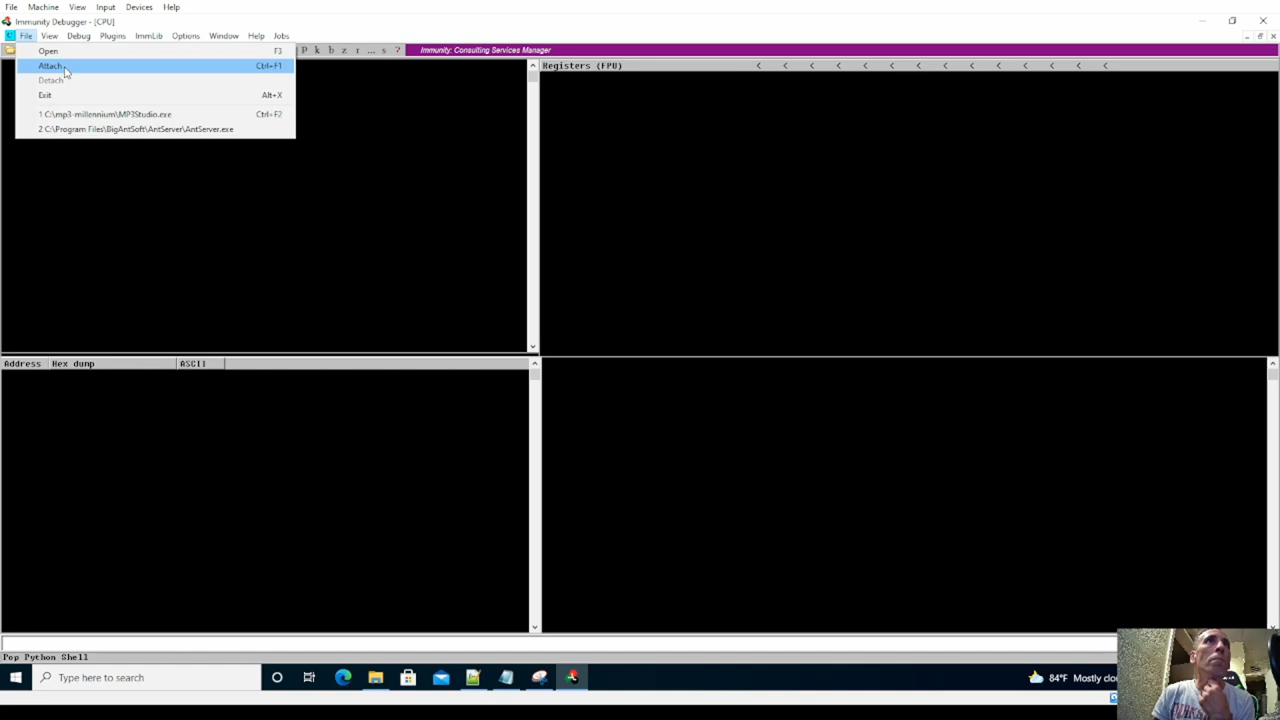 File Machine View Input Devices Help
Immunity Debugger - [CPU]
File View Debug Plugins ImmLib Options Window Help Jobs
Open F3
P k b z r ... s ? Immunity: Consulting Services Manager
Attach Ctrl+F1
Registers (FPU) < < < < < < < < < < < < < <
Detach
Exit Alt+X
1 C:\mp3-millennium\MP3Studio.exe Ctrl+F2
2 C:\Program Files\BigAntSoft\AntServer\AntServer.exe
Address Hex dump ASCII
Pop Python Shell
Type here to search
84°F Mostly clou